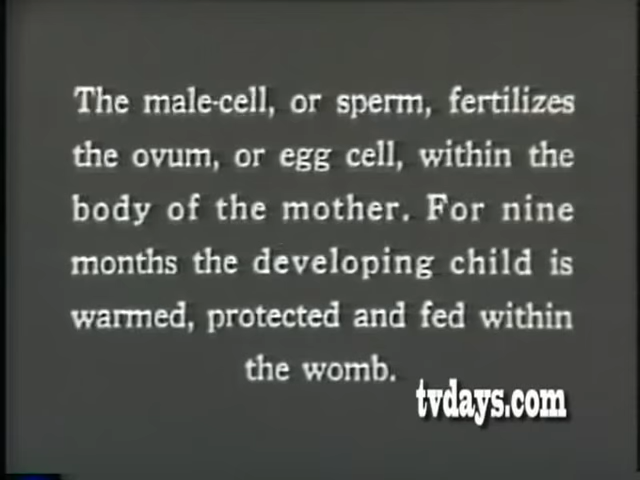 The male-cell, or sperm, fertilizes
the ovum, or egg cell, within the
body of the mother. For nine
months the developing child is
warmed, protected and fed within
the womb.
tvdays.com